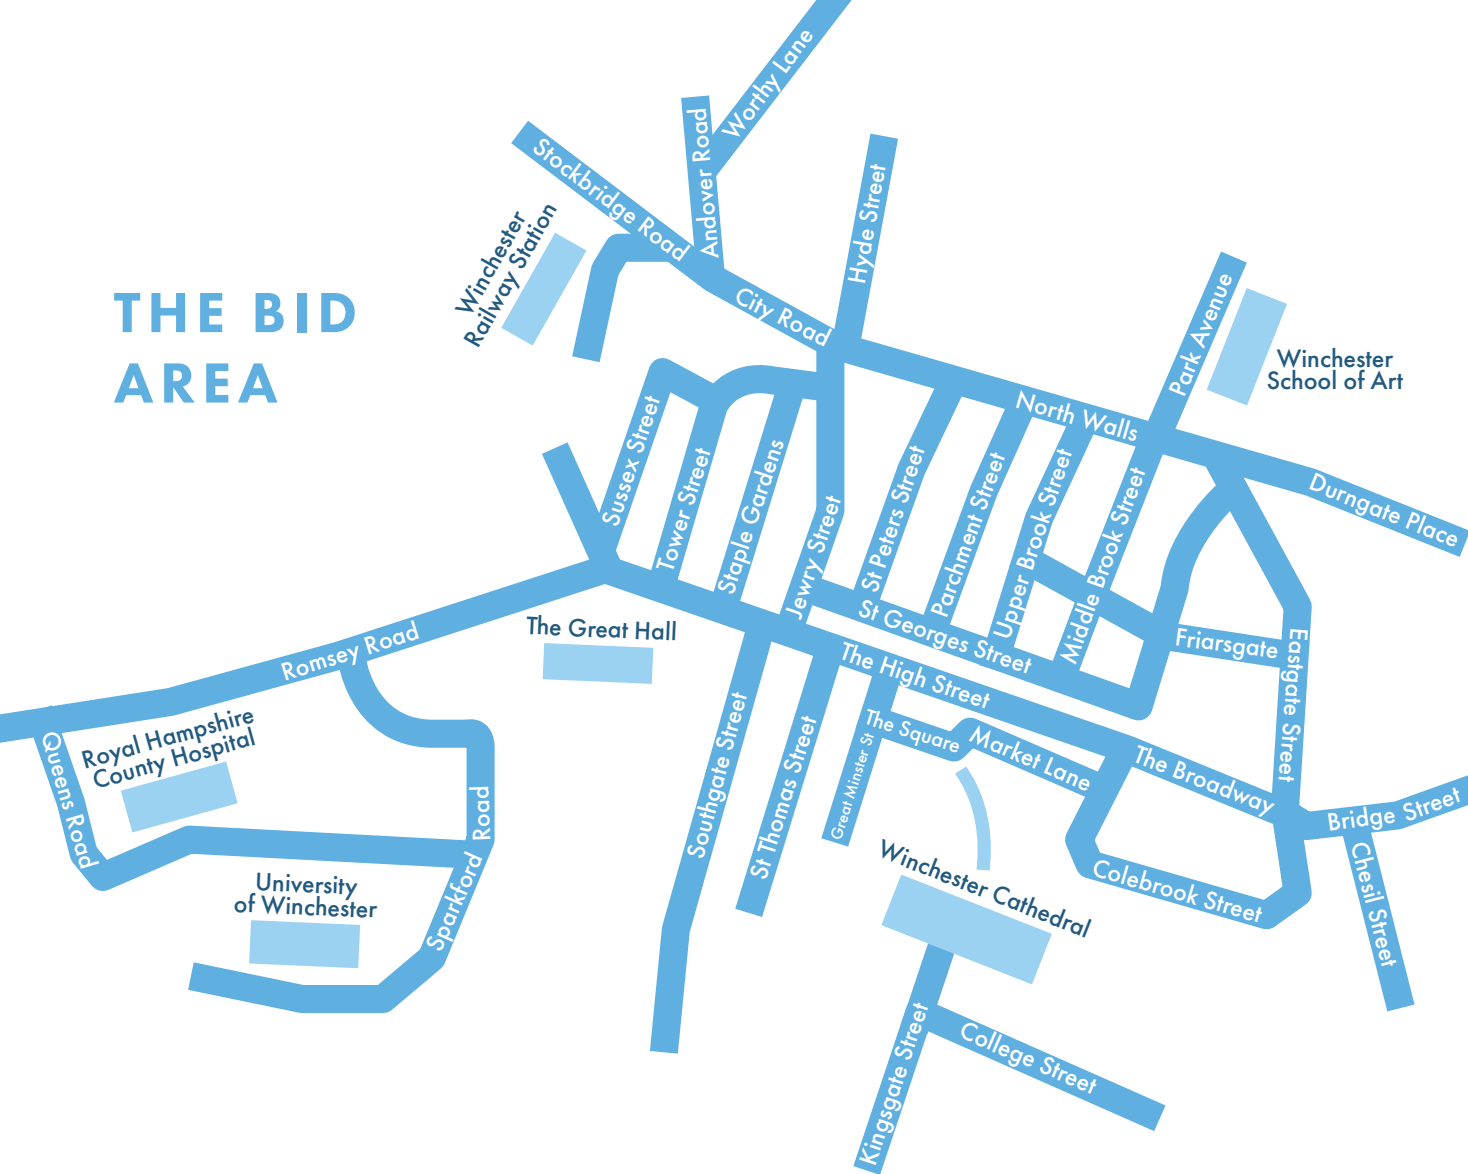 THE BID
AREA
Worthy Lane
Andover Road
Stockbridge Road
Winchester
Railway Station
Hyde Street
City Road
Park Avenue
Winchester
School of Art
North Walls
Durngate Place
Sussex Street
Tower Street
Staple Gardens
Jewry Street
St Peters Street
Parchment Street
Upper Brook Street
Middle Brook Street
St Georges Street
Friarsgate
Eastgate Street
The Great Hall
Romsey Road
The High Street
Royal Hampshire
County Hospital
Queens Road
Southgate Street
St Thomas Street
Great Minster St
The Square
Market Lane
The Broadway
Bridge Street
Chesil Street
Colebrook Street
Winchester Cathedral
University
of Winchester
Sparkford
Road
Kingsgate Street
College Street